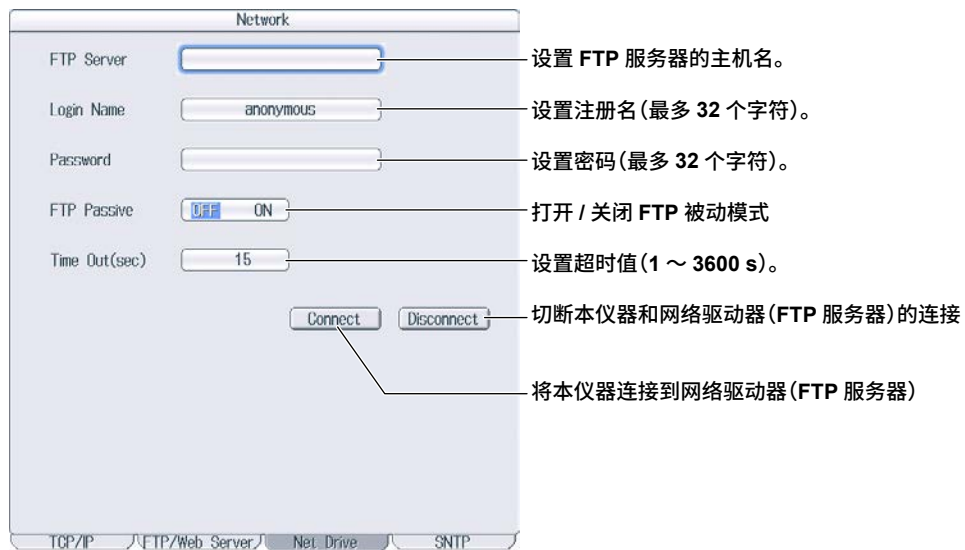 Network
FTP Server
设置 FTP 服务器的主机名。
Login Name
anonymous
设置注册名(最多 32 个字符)。
Password
设置密码(最多 32 个字符)。
FTP Passive
OFF ON
打开 / 关闭 FTP 被动模式
Time Out(sec)
15
设置超时值(1 ～ 3600 s)。
Connect
Disconnect
切断本仪器和网络驱动器(FTP 服务器)的连接
将本仪器连接到网络驱动器(FTP 服务器)
TCP/IP
FTP/Web Server
Net Drive
SNTP